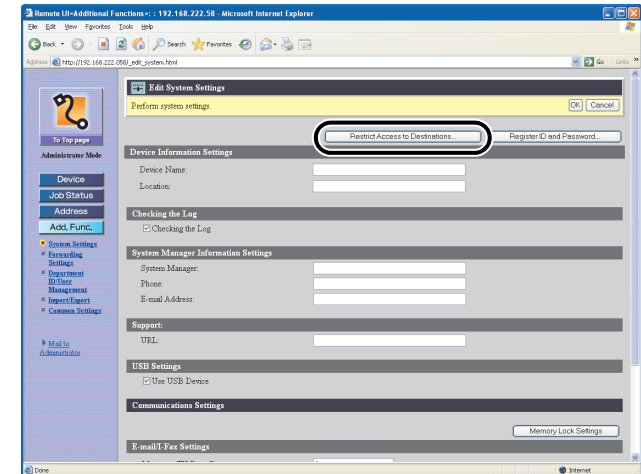 Remote UI<Additional Functions>: : 192.168.222.58 - Microsoft Internet Explorer
File Edit View Favorites Tools Help
Back Search Favorites
Address http://192.168.222.058/_edit_system.html Go Links »
Edit System Settings
Perform system settings. OK Cancel
To Top page
Restrict Access to Destinations... Register ID and Password...
Administrator Mode
Device Information Settings
Device Name:
Device
Location:
Job Status
Address
Checking the Log
Add. Func.
Checking the Log
System Settings
Forwarding
Settings
System Manager Information Settings
Department
ID/User
Management
System Manager:
Phone:
Import/Export
E-mail Address:
Common Settings
Support:
URL:
Mail to
Administrator
USB Settings
Use USB Device
Communications Settings
Memory Lock Settings
E-mail/I-Fax Settings
Done Internet